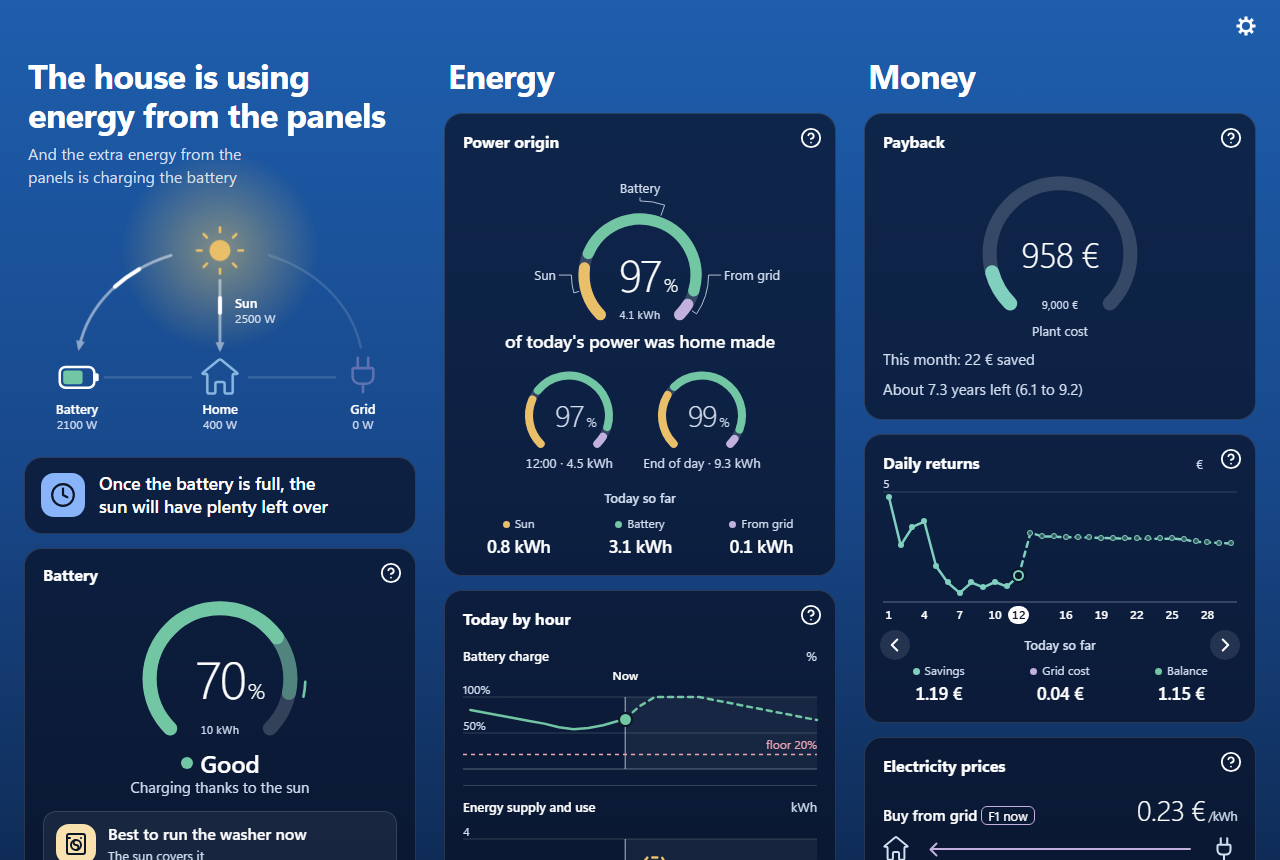 The house is using
energy from the panels
And the extra energy from the
panels is charging the battery
Sun
2500 W
Battery
2100 W
Home
400 W
Grid
0 W
Once the battery is full, the
sun will have plenty left over
Battery
70%
10 kWh
Good
Charging thanks to the sun
Best to run the washer now
The sun covers it
Energy
Power origin
Battery
Sun
From grid
97%
4.1 kWh
of today's power was home made
97%
12:00 · 4.5 kWh
99%
End of day · 9.3 kWh
Today so far
Sun
0.8 kWh
Battery
3.1 kWh
From grid
0.1 kWh
Today by hour
Battery charge %
Now
100%
50%
floor 20%
Energy supply and use kWh
4
Money
Payback
958 €
9,000 €
Plant cost
This month: 22 € saved
About 7.3 years left (6.1 to 9.2)
Daily returns €
5
1 4 7 10 12 16 19 22 25 28
Today so far
Savings
1.19 €
Grid cost
0.04 €
Balance
1.15 €
Electricity prices
Buy from grid F1 now 0.23 €/kWh